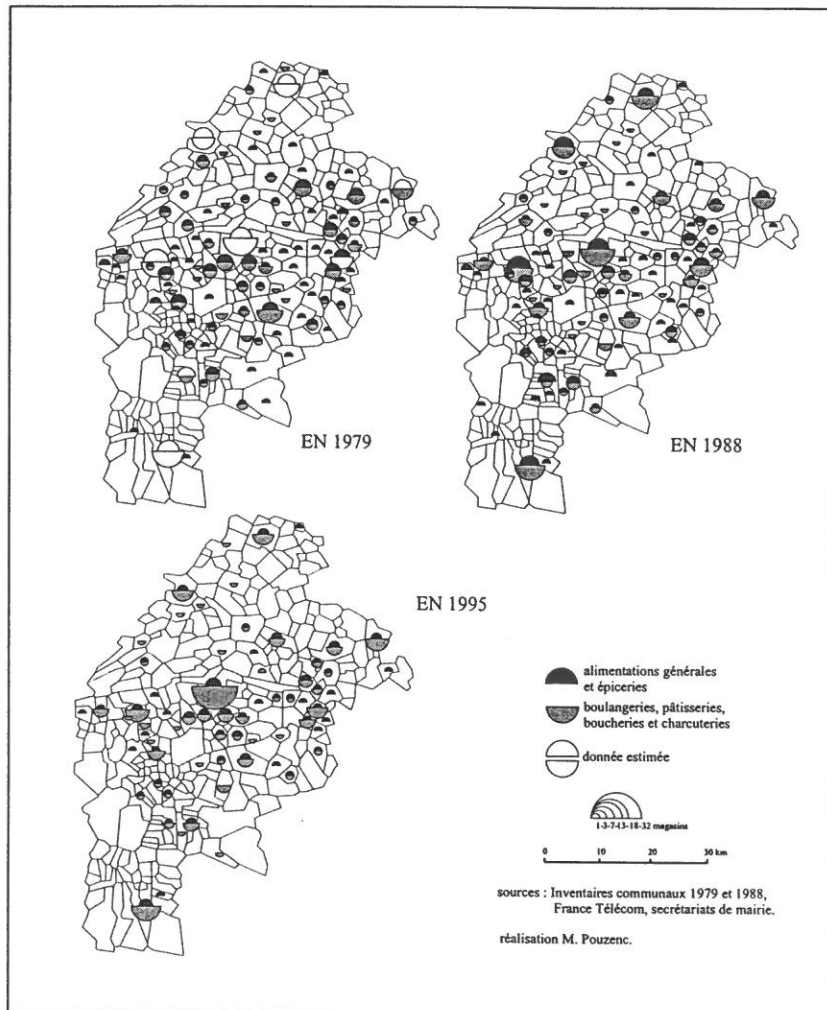 EN 1979
EN 1988
EN 1995
alimentations générales
et épiceries
boulangeries, pâtisseries,
boucheries et charcuteries
donnée estimée
1-3-7-13-18-32 magasins
0 10 20 30 km
sources : Inventaires communaux 1979 et 1988,
France Télécom, secrétariats de mairie.
réalisation M. Pouzenc.